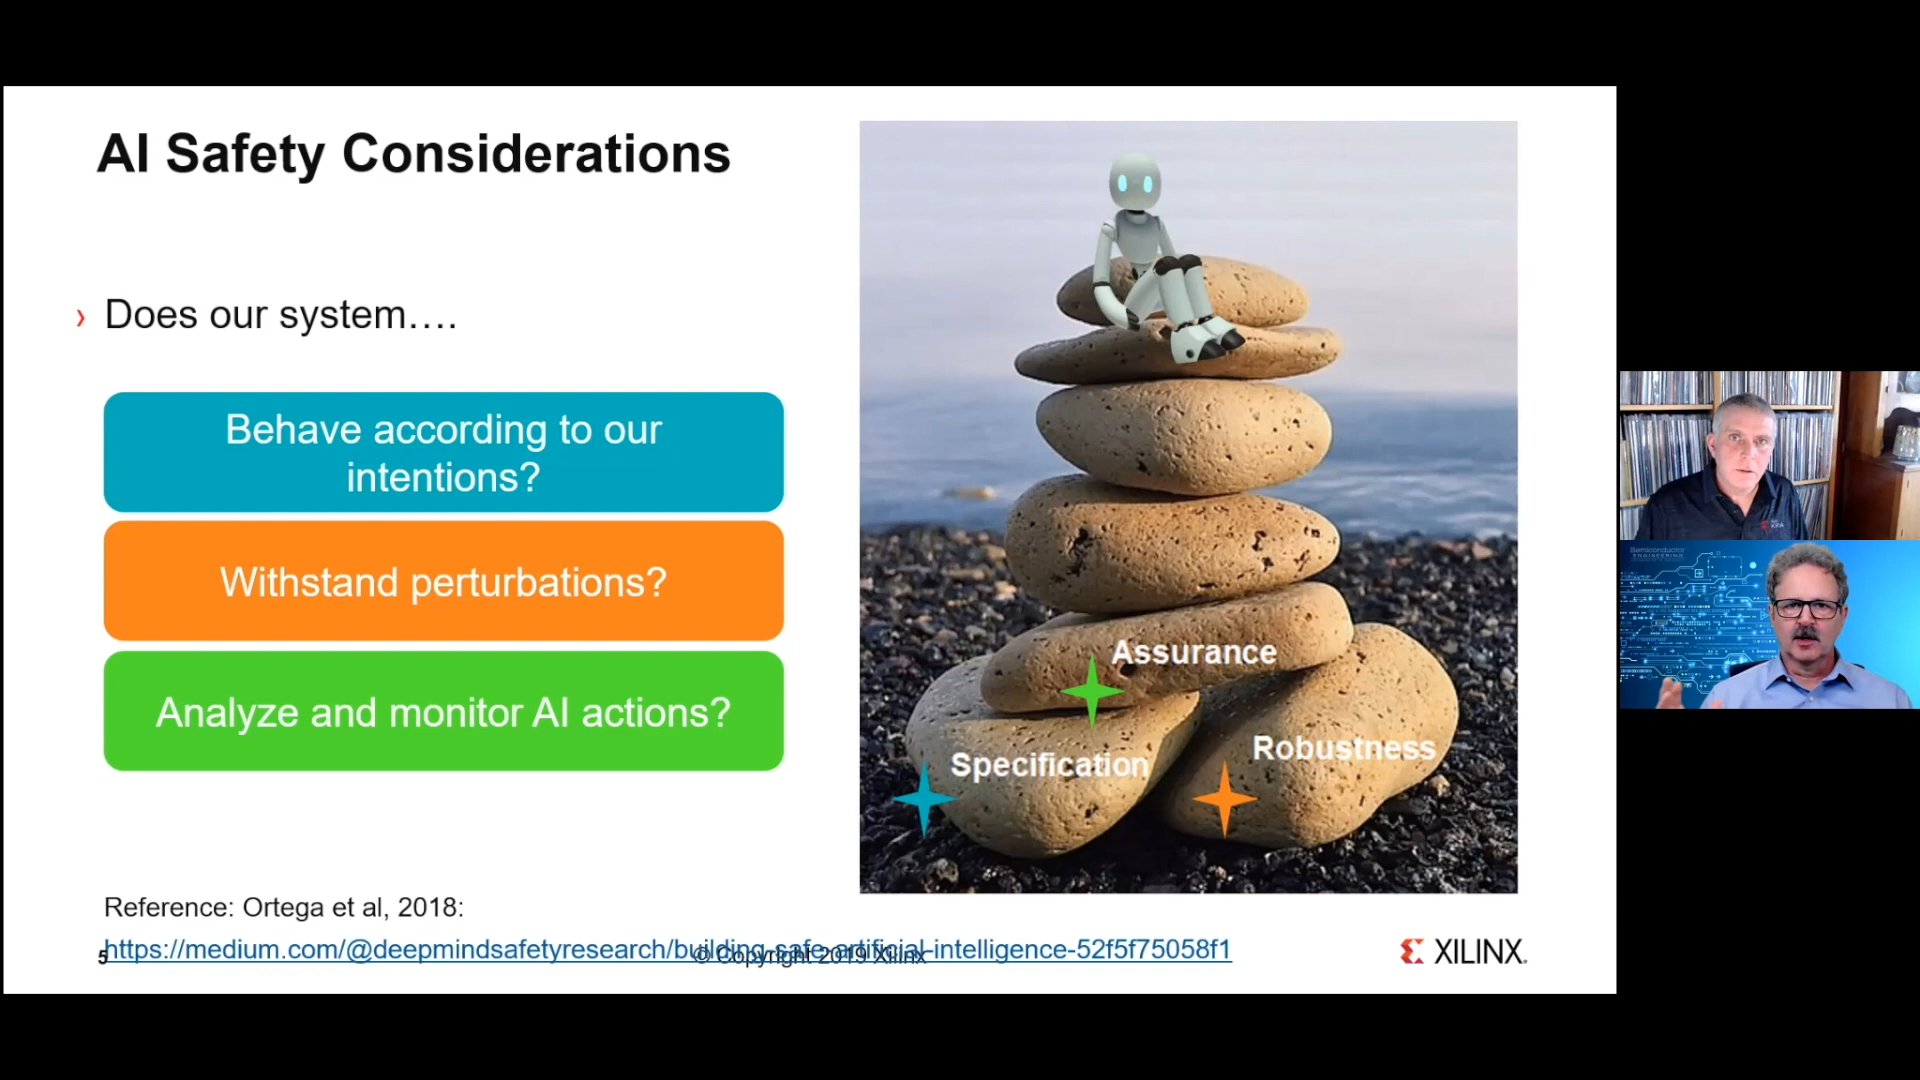 AI Safety Considerations
› Does our system….
Behave according to our
intentions?
Withstand perturbations?
Analyze and monitor AI actions?
Assurance
Specification
Robustness
Reference: Ortega et al, 2018:
https://medium.com/@deepmindsafetyresearch/building-safe-artificial-intelligence-52f5f75058f1
5
© Copyright 2019 Xilinx
XILINX.
Semiconductor
ENGINEERING